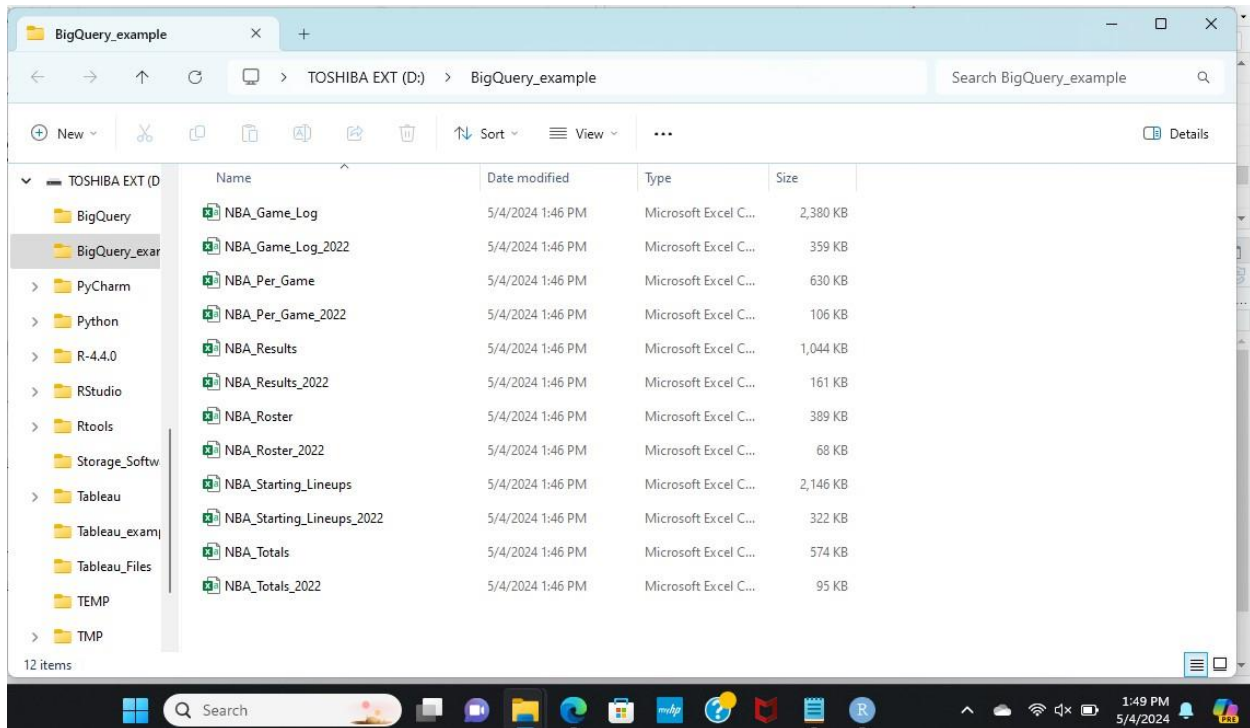 BigQuery_example
TOSHIBA EXT (D:) > BigQuery_example
Search BigQuery_example
New
Sort
View
Details
TOSHIBA EXT (D
BigQuery
BigQuery_exar
PyCharm
Python
R-4.4.0
RStudio
Rtools
Storage_Softw
Tableau
Tableau_examp
Tableau_Files
TEMP
TMP
Name Date modified Type Size
NBA_Game_Log 5/4/2024 1:46 PM Microsoft Excel C... 2,380 KB
NBA_Game_Log_2022 5/4/2024 1:46 PM Microsoft Excel C... 359 KB
NBA_Per_Game 5/4/2024 1:46 PM Microsoft Excel C... 630 KB
NBA_Per_Game_2022 5/4/2024 1:46 PM Microsoft Excel C... 106 KB
NBA_Results 5/4/2024 1:46 PM Microsoft Excel C... 1,044 KB
NBA_Results_2022 5/4/2024 1:46 PM Microsoft Excel C... 161 KB
NBA_Roster 5/4/2024 1:46 PM Microsoft Excel C... 389 KB
NBA_Roster_2022 5/4/2024 1:46 PM Microsoft Excel C... 68 KB
NBA_Starting_Lineups 5/4/2024 1:46 PM Microsoft Excel C... 2,146 KB
NBA_Starting_Lineups_2022 5/4/2024 1:46 PM Microsoft Excel C... 322 KB
NBA_Totals 5/4/2024 1:46 PM Microsoft Excel C... 574 KB
NBA_Totals_2022 5/4/2024 1:46 PM Microsoft Excel C... 95 KB
12 items
Search
myhp
R
1:49 PM
5/4/2024
PRE